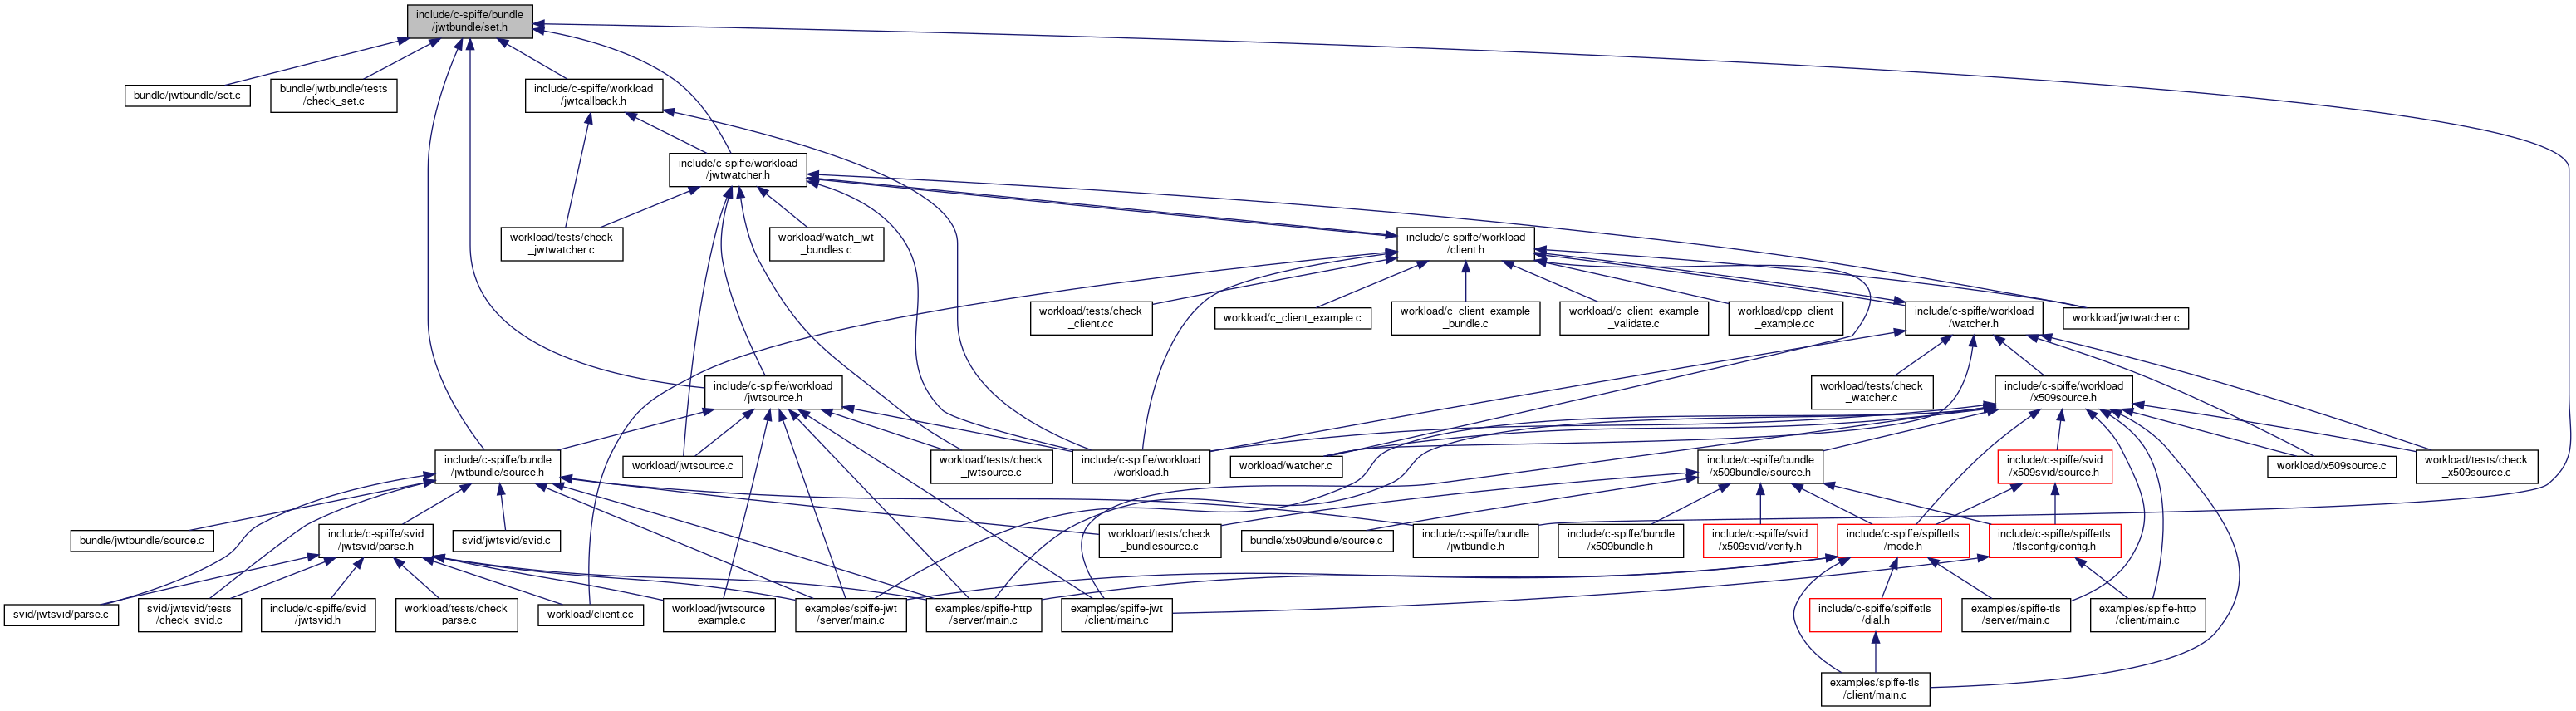 include/c-spiffe/bundle
/jwtbundle/set.h
bundle/jwtbundle/set.c
bundle/jwtbundle/tests
/check_set.c
include/c-spiffe/workload
/jwtcallback.h
include/c-spiffe/workload
/jwtwatcher.h
workload/tests/check
_jwtwatcher.c
workload/watch_jwt
_bundles.c
include/c-spiffe/workload
/client.h
workload/tests/check
_client.cc
workload/c_client_example.c
workload/c_client_example
_bundle.c
workload/c_client_example
_validate.c
workload/cpp_client
_example.cc
include/c-spiffe/workload
/watcher.h
workload/jwtwatcher.c
include/c-spiffe/workload
/jwtsource.h
workload/tests/check
_watcher.c
include/c-spiffe/workload
/x509source.h
include/c-spiffe/bundle
/jwtbundle/source.h
workload/jwtsource.c
workload/tests/check
_jwtsource.c
include/c-spiffe/workload
/workload.h
workload/watcher.c
include/c-spiffe/bundle
/x509bundle/source.h
include/c-spiffe/svid
/x509svid/source.h
workload/x509source.c
workload/tests/check
_x509source.c
bundle/jwtbundle/source.c
include/c-spiffe/svid
/jwtsvid/parse.h
svid/jwtsvid/svid.c
workload/tests/check
_bundlesource.c
bundle/x509bundle/source.c
include/c-spiffe/bundle
/jwtbundle.h
include/c-spiffe/bundle
/x509bundle.h
include/c-spiffe/svid
/x509svid/verify.h
include/c-spiffe/spiffetls
/mode.h
include/c-spiffe/spiffetls
/tlsconfig/config.h
svid/jwtsvid/parse.c
svid/jwtsvid/tests
/check_svid.c
include/c-spiffe/svid
/jwtsvid.h
workload/tests/check
_parse.c
workload/client.cc
workload/jwtsource
_example.c
examples/spiffe-jwt
/server/main.c
examples/spiffe-http
/server/main.c
examples/spiffe-jwt
/client/main.c
include/c-spiffe/spiffetls
/dial.h
examples/spiffe-tls
/server/main.c
examples/spiffe-http
/client/main.c
examples/spiffe-tls
/client/main.c